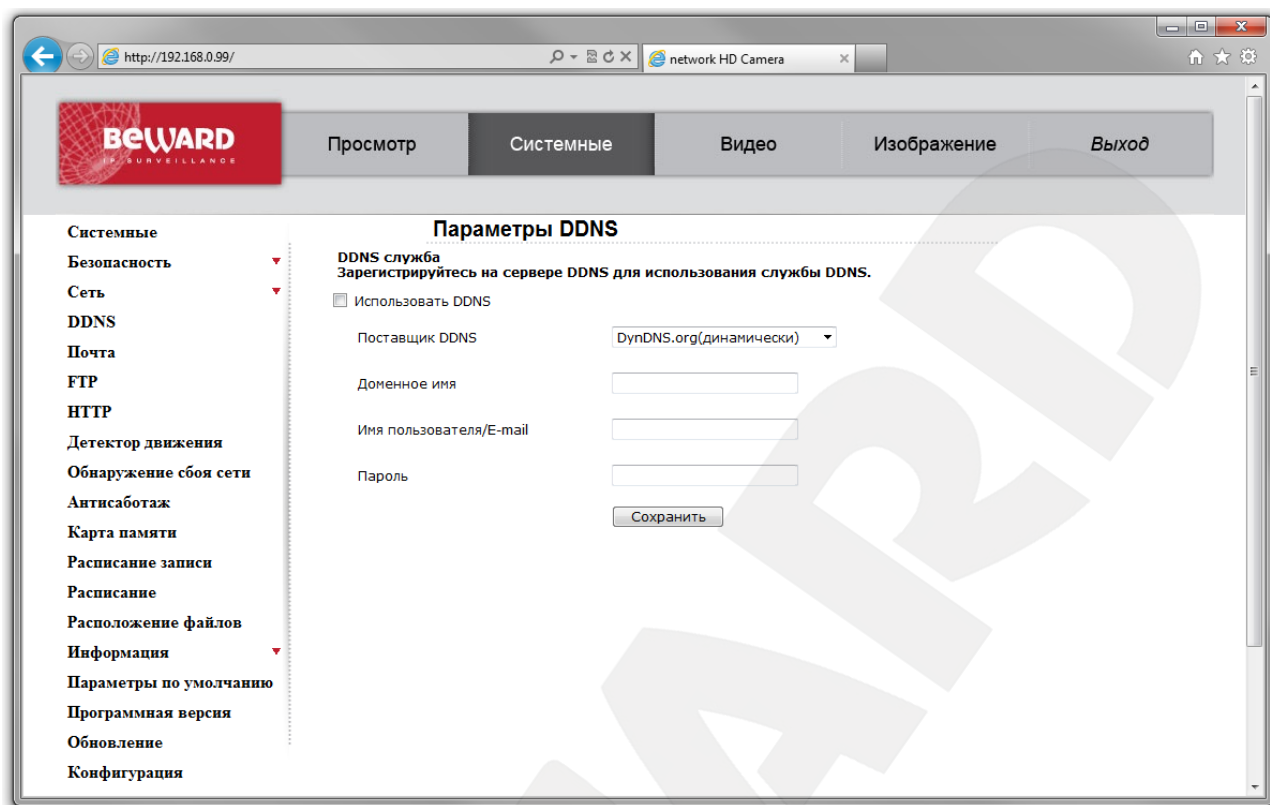 http://192.168.0.99/
network HD Camera
BEWARD
IP SURVEILLANCE
Просмотр
Системные
Видео
Изображение
Выход
Системные
Безопасность
Сеть
DDNS
Почта
FTP
HTTP
Детектор движения
Обнаружение сбоя сети
Антисаботаж
Карта памяти
Расписание записи
Расписание
Расположение файлов
Информация
Параметры по умолчанию
Программная версия
Обновление
Конфигурация
Параметры DDNS
DDNS служба
Зарегистрируйтесь на сервере DDNS для использования службы DDNS.
Использовать DDNS
Поставщик DDNS
DynDNS.org(динамически)
Доменное имя
Имя пользователя/E-mail
Пароль
Сохранить
WARD